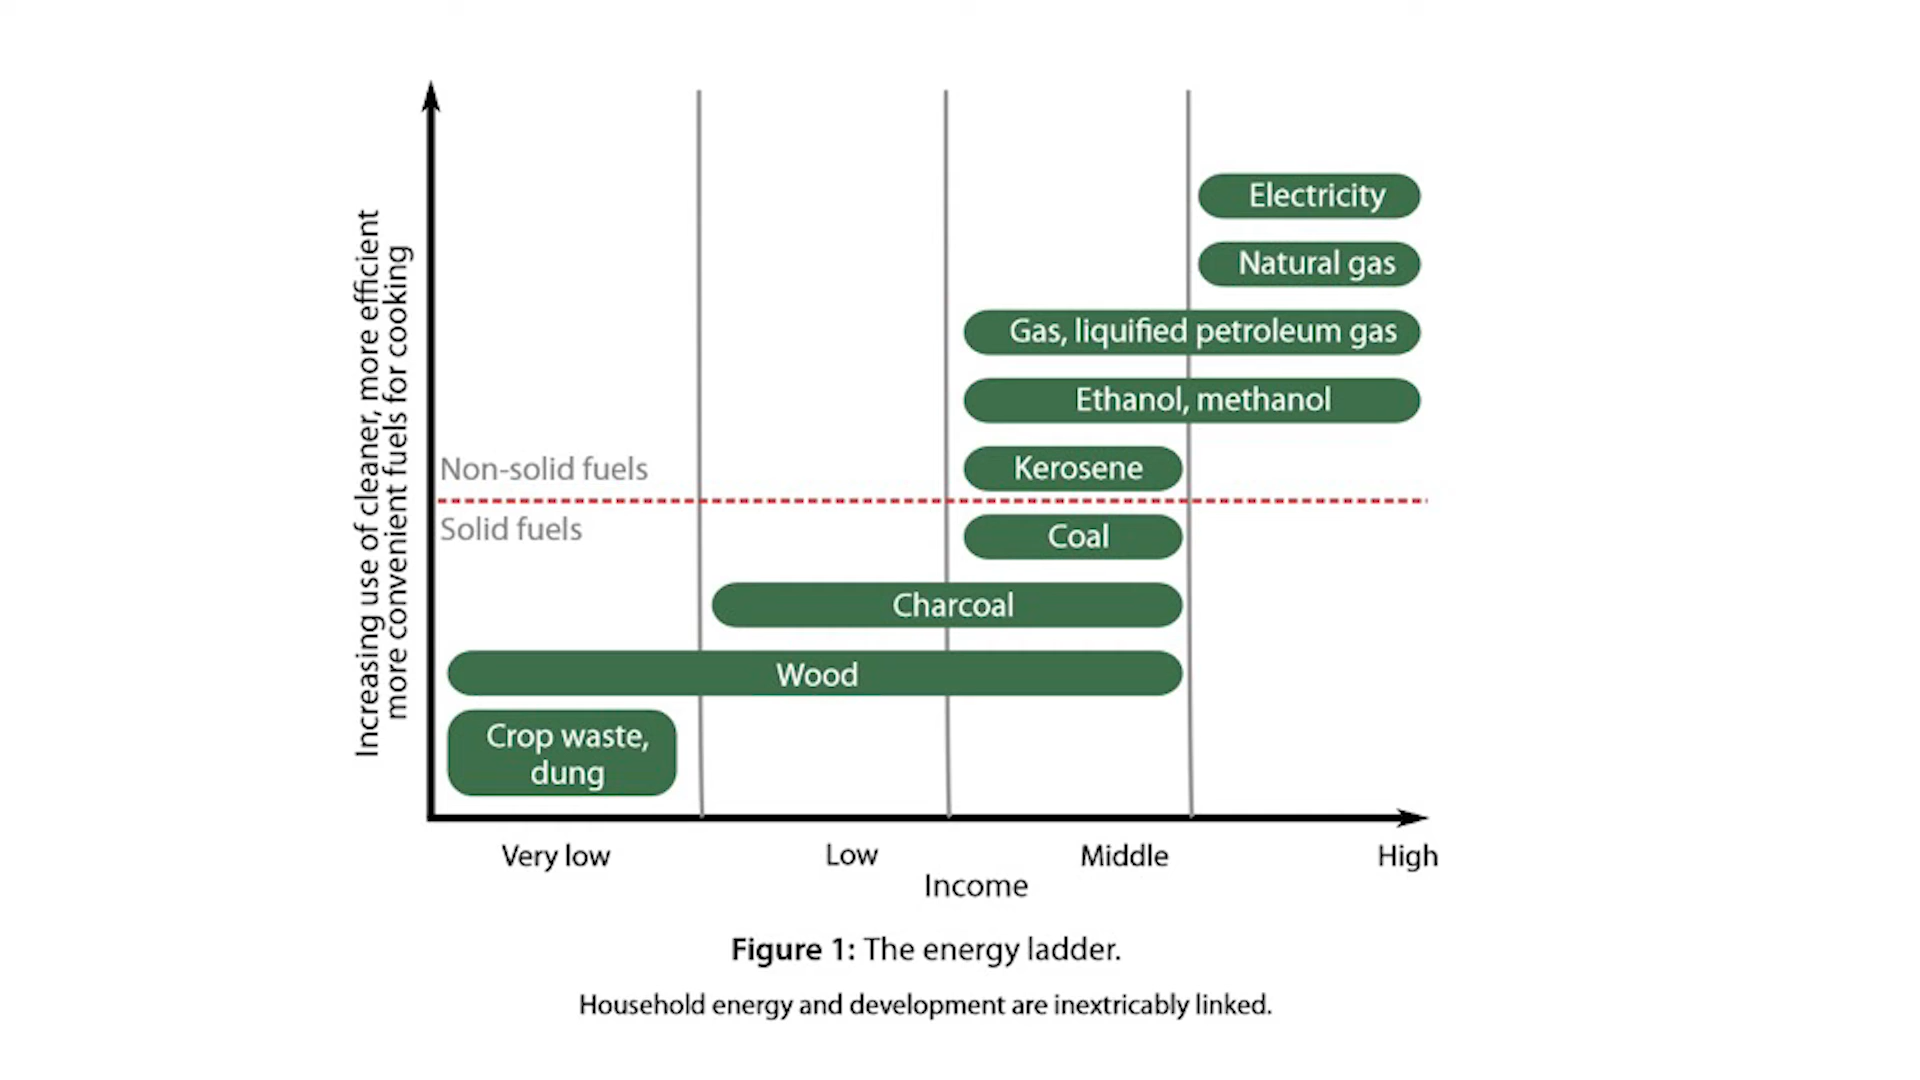 Increasing use of cleaner, more efficient
more convenient fuels for cooking
Electricity
Natural gas
Gas, liquified petroleum gas
Ethanol, methanol
Non-solid fuels
Kerosene
Solid fuels
Coal
Charcoal
Wood
Crop waste,
dung
Very low
Low
Middle
High
Income
Figure 1: The energy ladder.
Household energy and development are inextricably linked.